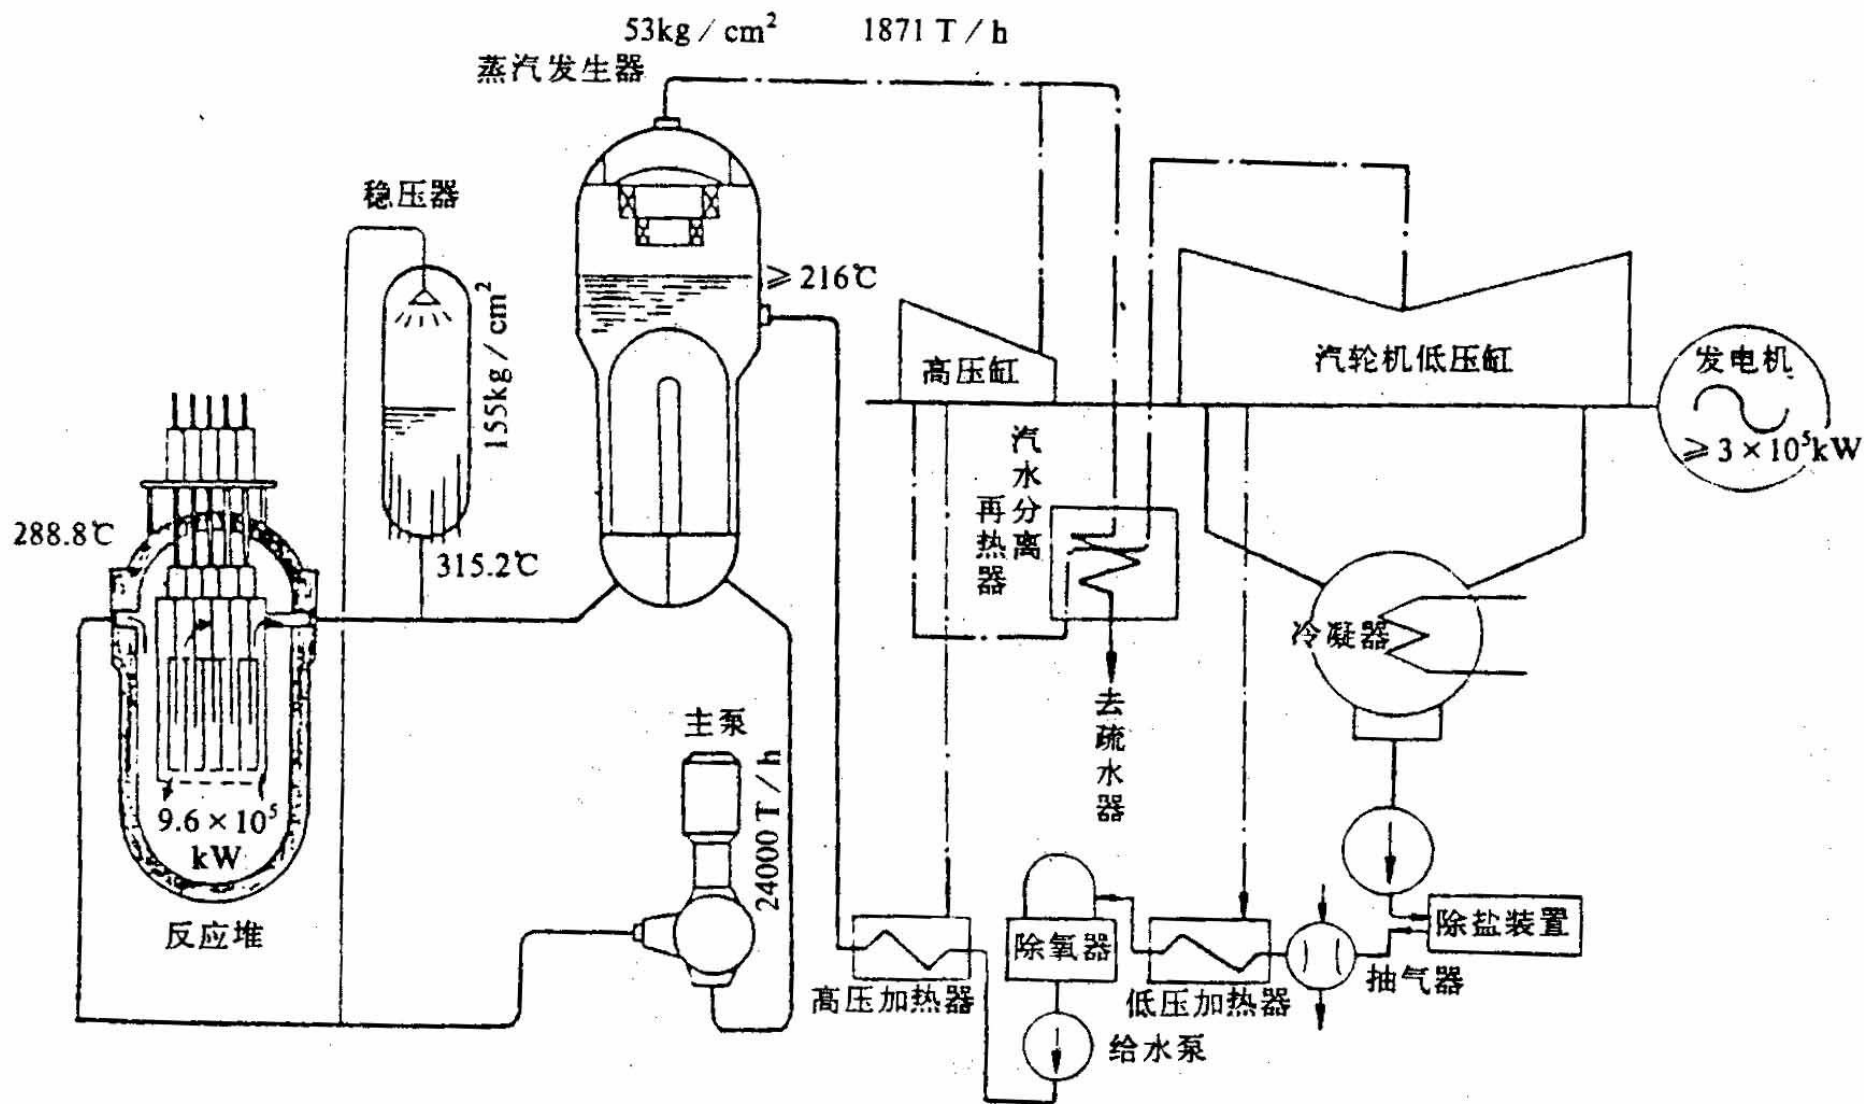 53kg / cm² 1871 T / h
蒸汽发生器
稳压器
155kg / cm²
≥216℃
高压缸
汽轮机低压缸
发电机
≥3×10⁵kW
汽水分离
再热器
288.8℃
315.2℃
冷凝器
去疏水器
主泵
24000 T / h
9.6×10⁵
kW
反应堆
除氧器
除盐装置
高压加热器
低压加热器
抽气器
给水泵